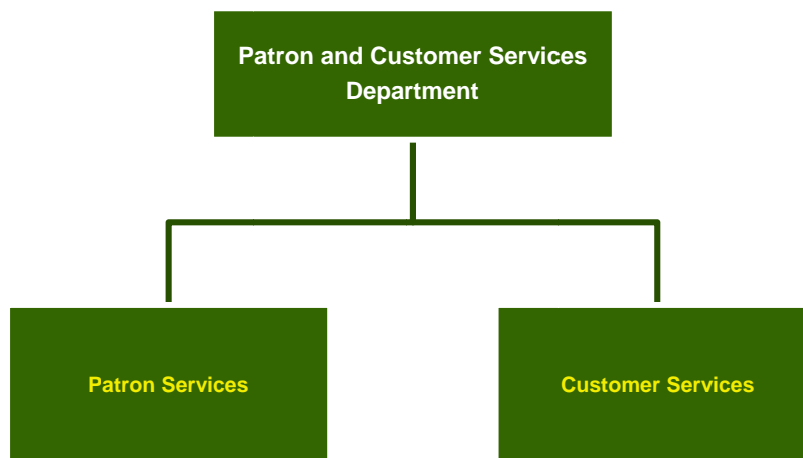 Patron and Customer Services
Department
Patron Services
Customer Services